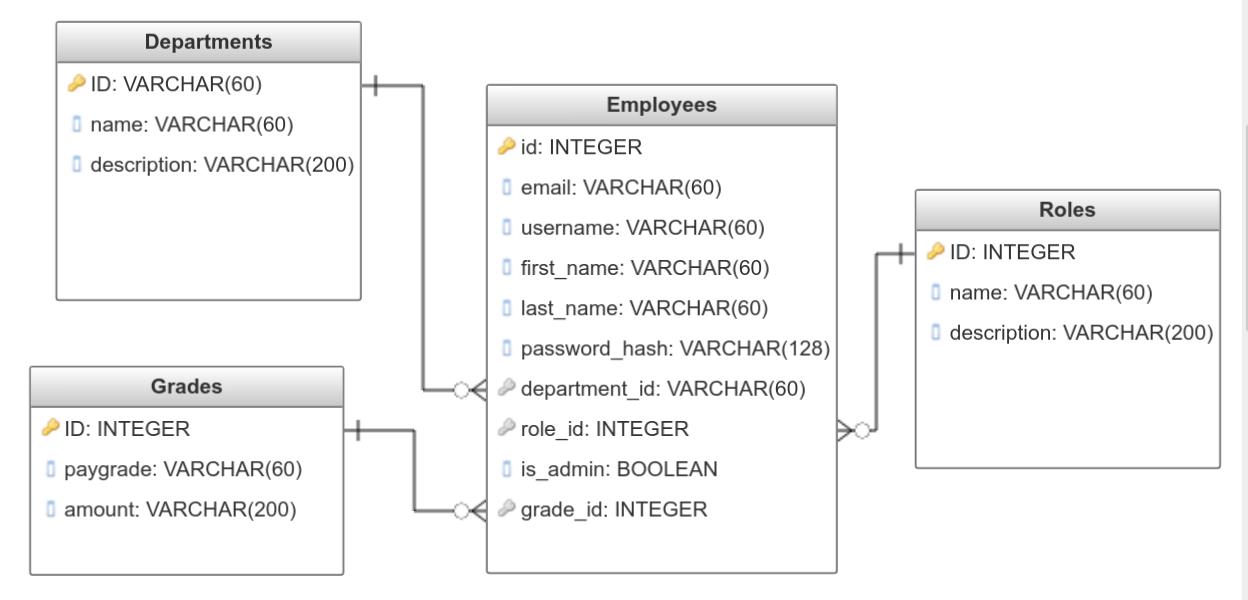 Departments
ID: VARCHAR(60)
name: VARCHAR(60)
description: VARCHAR(200)
Grades
ID: INTEGER
paygrade: VARCHAR(60)
amount: VARCHAR(200)
Employees
id: INTEGER
email: VARCHAR(60)
username: VARCHAR(60)
first_name: VARCHAR(60)
last_name: VARCHAR(60)
password_hash: VARCHAR(128)
department_id: VARCHAR(60)
role_id: INTEGER
is_admin: BOOLEAN
grade_id: INTEGER
Roles
ID: INTEGER
name: VARCHAR(60)
description: VARCHAR(200)